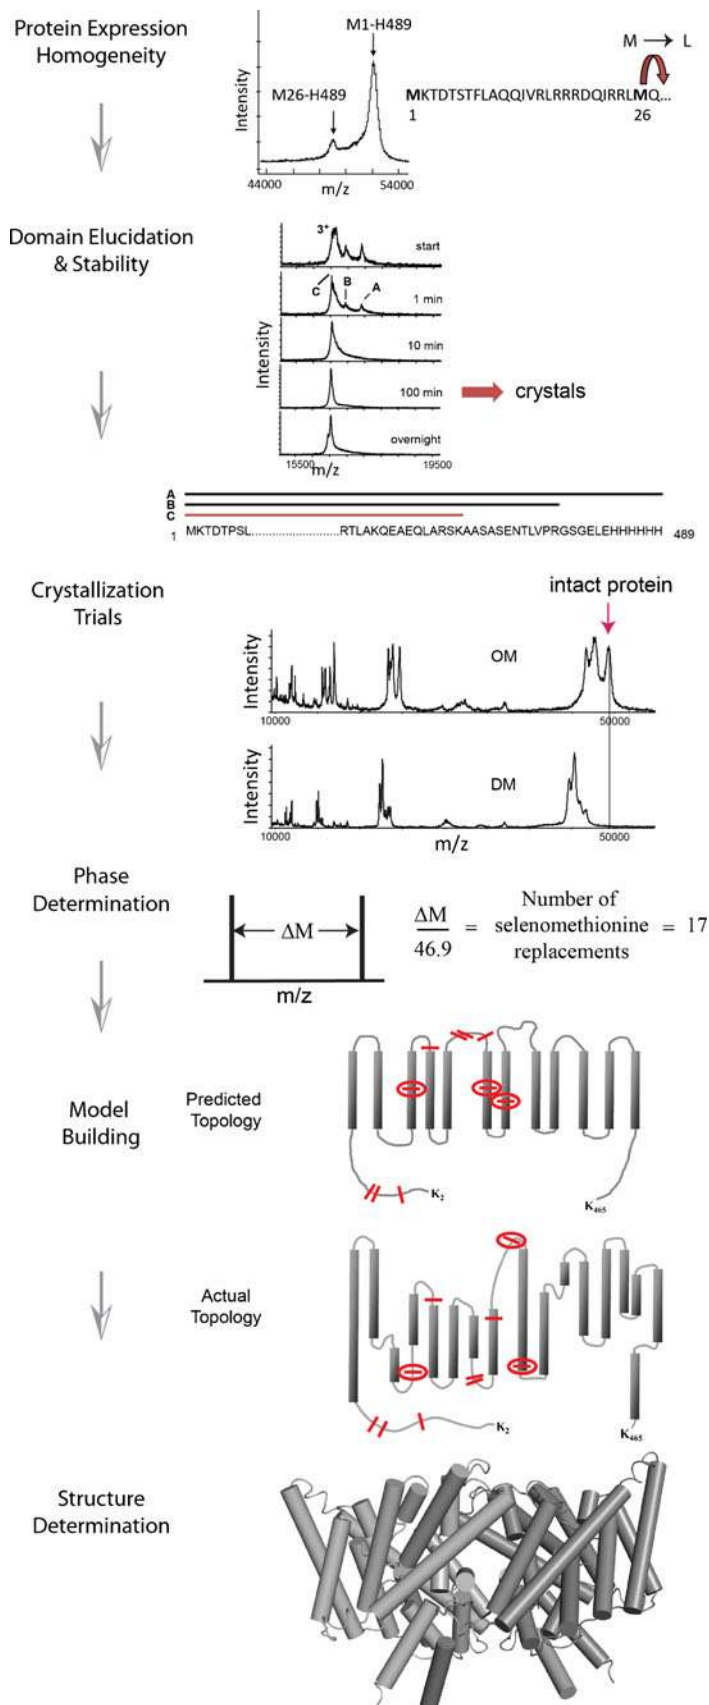 Protein Expression
Homogeneity
M1-H489
M26-H489
Intensity
44000
54000
m/z
M → L
MKTDTSTFLAQQIVRLRRRDQIRRLMQ...
1
26
Domain Elucidation
& Stability
3+
start
C
B
A
1 min
10 min
100 min
overnight
Intensity
15500
19500
m/z
crystals
A
B
C
1 MKTDTPSL......................RTLAKQEAEQLARSKAASASENTLVPRGSGELEHHHHHH 489
Crystallization
Trials
intact protein
OM
Intensity
10000
50000
DM
Intensity
10000
50000
m/z
Phase
Determination
ΔM
m/z
ΔM
46.9
=
Number of
selenomethionine
replacements
= 17
Model
Building
Predicted
Topology
K2
K465
Actual
Topology
K2
K465
Structure
Determination